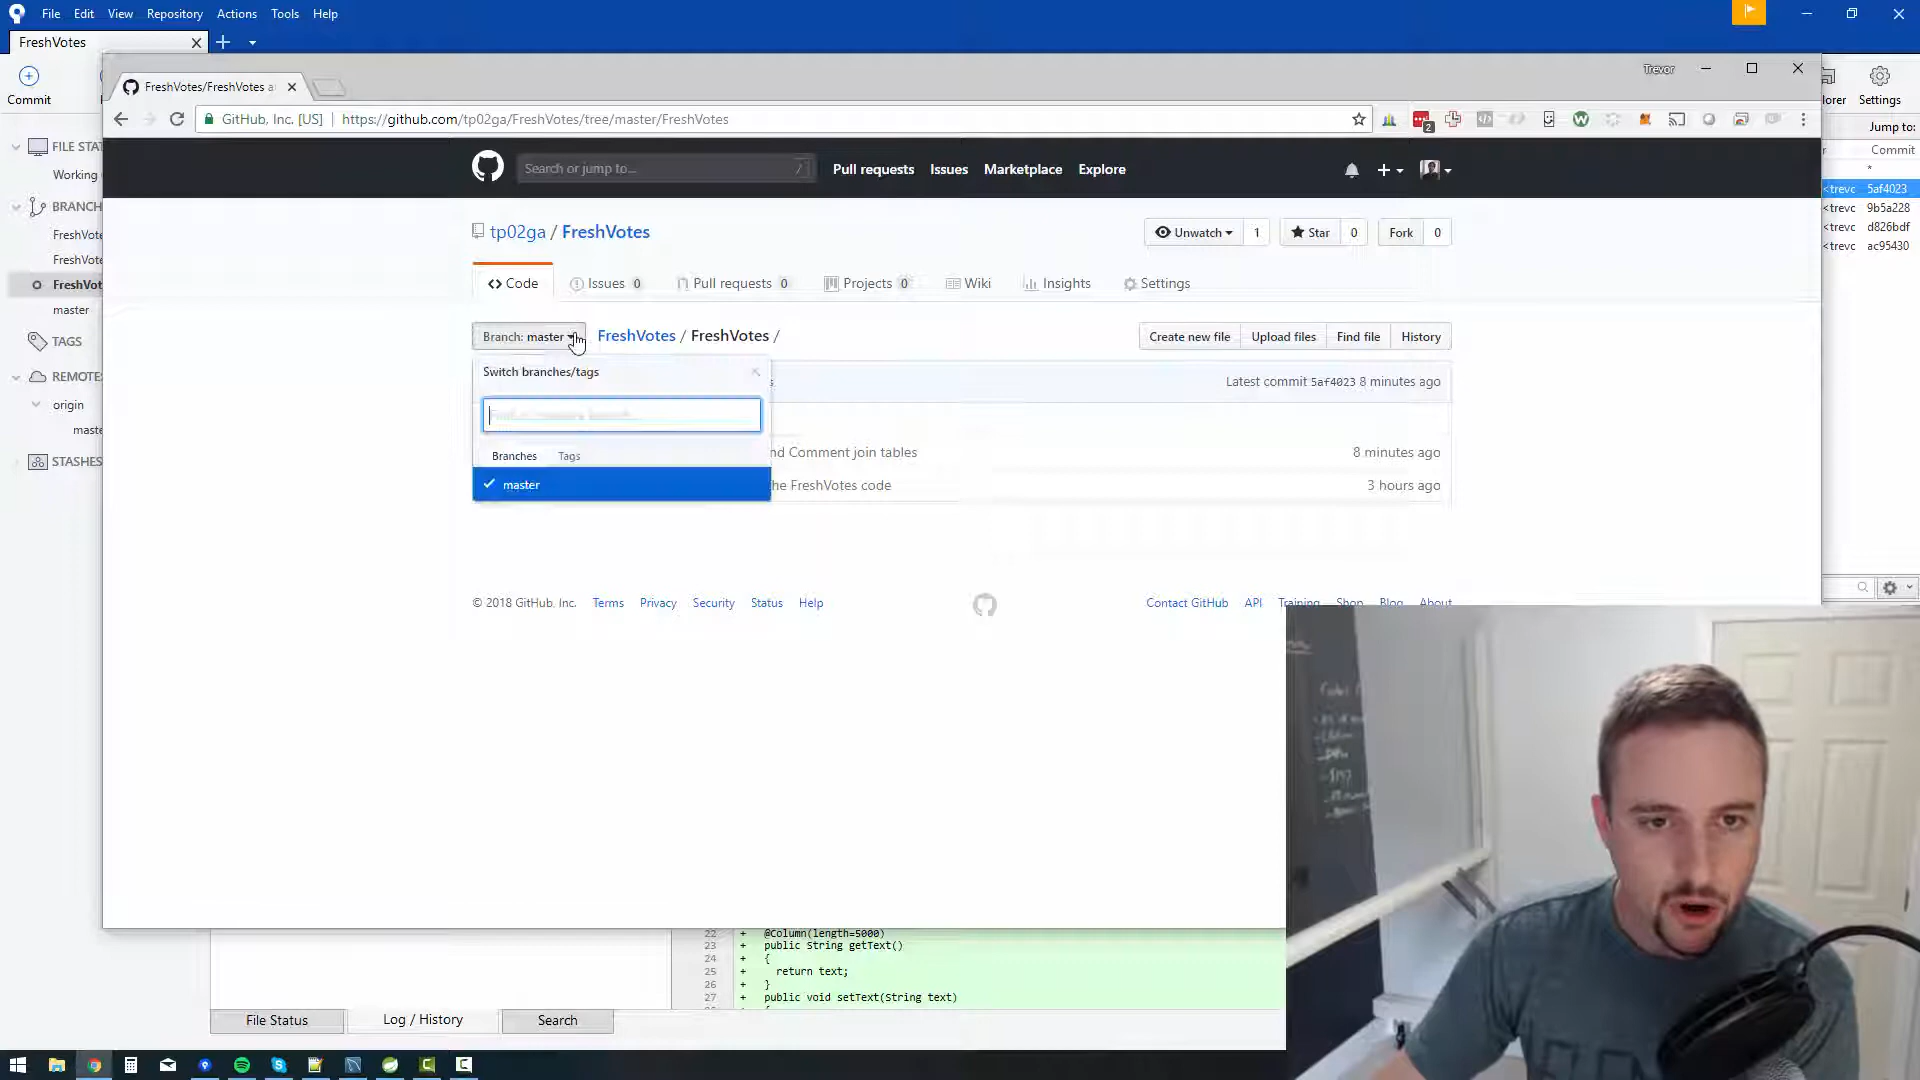 File Edit View Repository Actions Tools Help
FreshVotes
Commit
Settings
FreshVotes/FreshVotes a
Trevor
GitHub, Inc. [US] https://github.com/tp02ga/FreshVotes/tree/master/FreshVotes
2
Search or jump to...
/
Pull requests Issues Marketplace Explore
tp02ga / FreshVotes
Unwatch 1 Star 0 Fork 0
Code Issues 0 Pull requests 0 Projects 0 Wiki Insights Settings
Branch: master FreshVotes / FreshVotes /
Create new file Upload files Find file History
Switch branches/tags
Latest commit 5af4023 8 minutes ago
Branches Tags
nd Comment join tables 8 minutes ago
master
he FreshVotes code 3 hours ago
© 2018 GitHub, Inc. Terms Privacy Security Status Help
Contact GitHub API Training Shop Blog About
FILE STAT
Working
BRANCH
FreshVote
FreshVote
FreshVot
master
TAGS
REMOTES
origin
maste
STASHES
orer
Jump to:
r Commit
*
<trevc 5af4023
<trevc 9b5a228
<trevc d826bdf
<trevc ac95430
22 + @Column(length=5000)
23 + public String getText()
24 + {
25 + return text;
26 + }
27 + public void setText(String text)
File Status Log / History Search